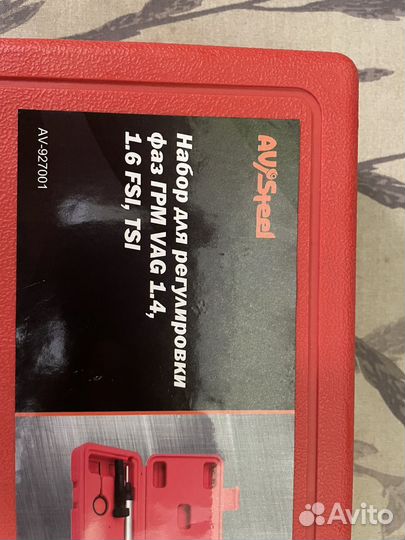 AV Steel
Набор для регулировки
фаз ГРМ VAG 1.4,
1.6 FSI, TSI
AV-927001
Avito